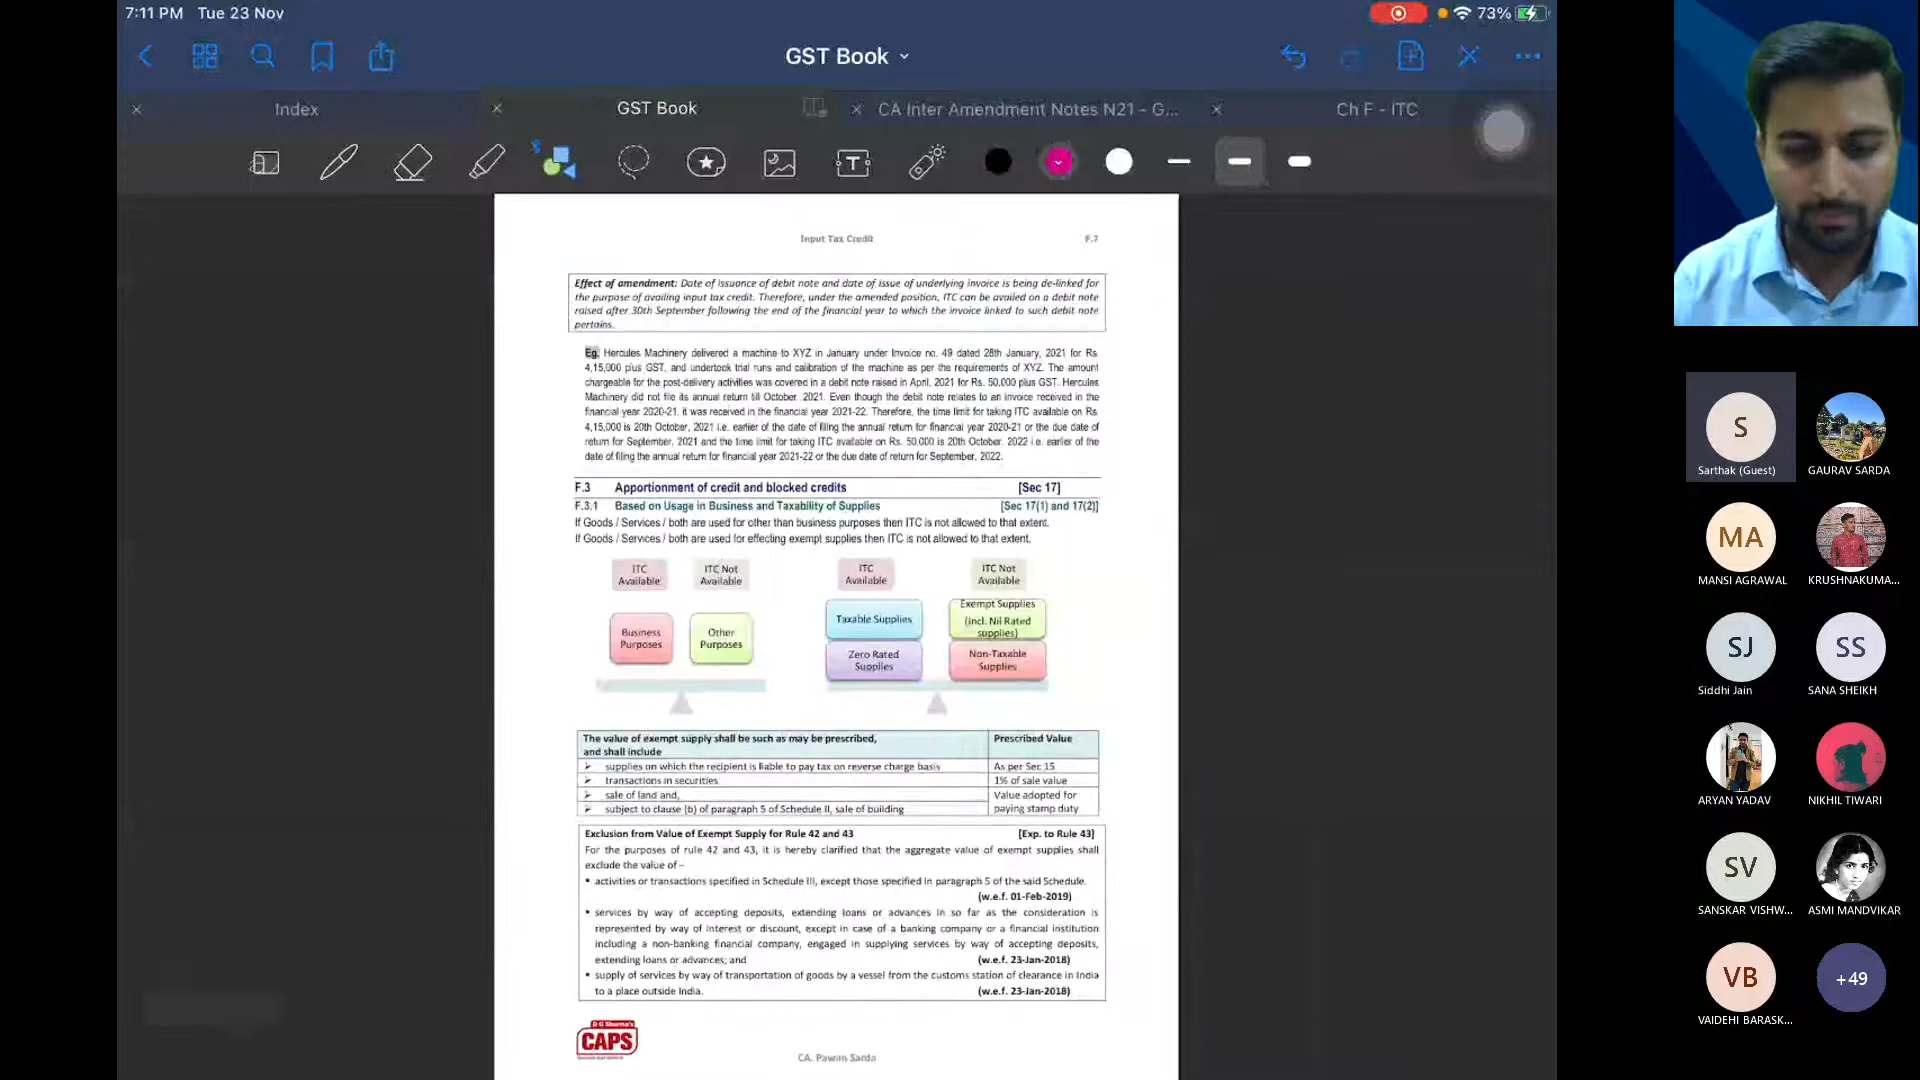 7:11 PM Tue 23 Nov
73%
GST Book
Index
GST Book
CA Inter Amendment Notes N21 - G...
Ch F - ITC
Input Tax Credit F.7
Effect of amendment: Date of issuance of debit note and date of issue of underlying invoice is being de-linked for
the purpose of availing input tax credit. Therefore, under the amended position, ITC can be availed on a debit note
raised after 30th September following the end of the financial year to which the invoice linked to such debit note
pertains.
Eg. Hercules Machinery delivered a machine to XYZ in January under Invoice no. 49 dated 28th January, 2021 for Rs.
4,15,000 plus GST, and undertook trial runs and calibration of the machine as per the requirements of XYZ. The amount
chargeable for the post-delivery activities was covered in a debit note raised in April, 2021 for Rs. 50,000 plus GST. Hercules
Machinery did not file its annual return till October, 2021. Even though the debit note relates to an invoice received in the
financial year 2020-21, it was received in the financial year 2021-22. Therefore, the time limit for taking ITC available on Rs.
4,15,000 is 20th October, 2021 i.e. earlier of the date of filing the annual return for financial year 2020-21 or the due date of
return for September, 2021 and the time limit for taking ITC available on Rs. 50,000 is 20th October, 2022 i.e. earlier of the
date of filing the annual return for financial year 2021-22 or the due date of return for September, 2022.
F.3 Apportionment of credit and blocked credits [Sec 17]
F.3.1 Based on Usage in Business and Taxability of Supplies [Sec 17(1) and 17(2)]
If Goods / Services / both are used for other than business purposes then ITC is not allowed to that extent.
If Goods / Services / both are used for effecting exempt supplies then ITC is not allowed to that extent.
ITC
Available
ITC Not
Available
ITC
Available
ITC Not
Available
Business
Purposes
Other
Purposes
Taxable Supplies
Exempt Supplies
(incl. Nil Rated
supplies)
Zero Rated
Supplies
Non-Taxable
Supplies
The value of exempt supply shall be such as may be prescribed,
and shall include
Prescribed Value
➢ supplies on which the recipient is liable to pay tax on reverse charge basis As per Sec 15
➢ transactions in securities 1% of sale value
➢ sale of land and, Value adopted for
➢ subject to clause (b) of paragraph 5 of Schedule II, sale of building paying stamp duty
Exclusion from Value of Exempt Supply for Rule 42 and 43 [Exp. to Rule 43]
For the purposes of rule 42 and 43, it is hereby clarified that the aggregate value of exempt supplies shall
exclude the value of –
• activities or transactions specified in Schedule III, except those specified in paragraph 5 of the said Schedule.
(w.e.f. 01-Feb-2019)
• services by way of accepting deposits, extending loans or advances in so far as the consideration is
represented by way of interest or discount, except in case of a banking company or a financial institution
including a non-banking financial company, engaged in supplying services by way of accepting deposits,
extending loans or advances; and (w.e.f. 23-Jan-2018)
• supply of services by way of transportation of goods by a vessel from the customs station of clearance in India
to a place outside India. (w.e.f. 23-Jan-2018)
D G Sharma's
CAPS
CA. Pawan Sarda
S
Sarthak (Guest)
GAURAV SARDA
MA
MANSI AGRAWAL
KRUSHNAKUMA...
SJ
Siddhi Jain
SS
SANA SHEIKH
ARYAN YADAV
NIKHIL TIWARI
SV
SANSKAR VISHW...
ASMI MANDVIKAR
VB
VAIDEHI BARASK...
+49